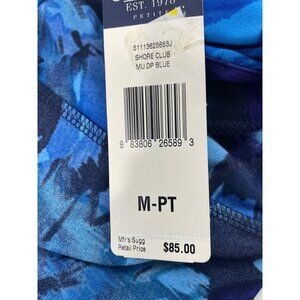 EST. 1978
PETITE
51113625653J
SHORE CLUB
MU DP BLUE
8 83806 26589 3
M-PT
Mfr's Sugg
Retail Price
$85.00